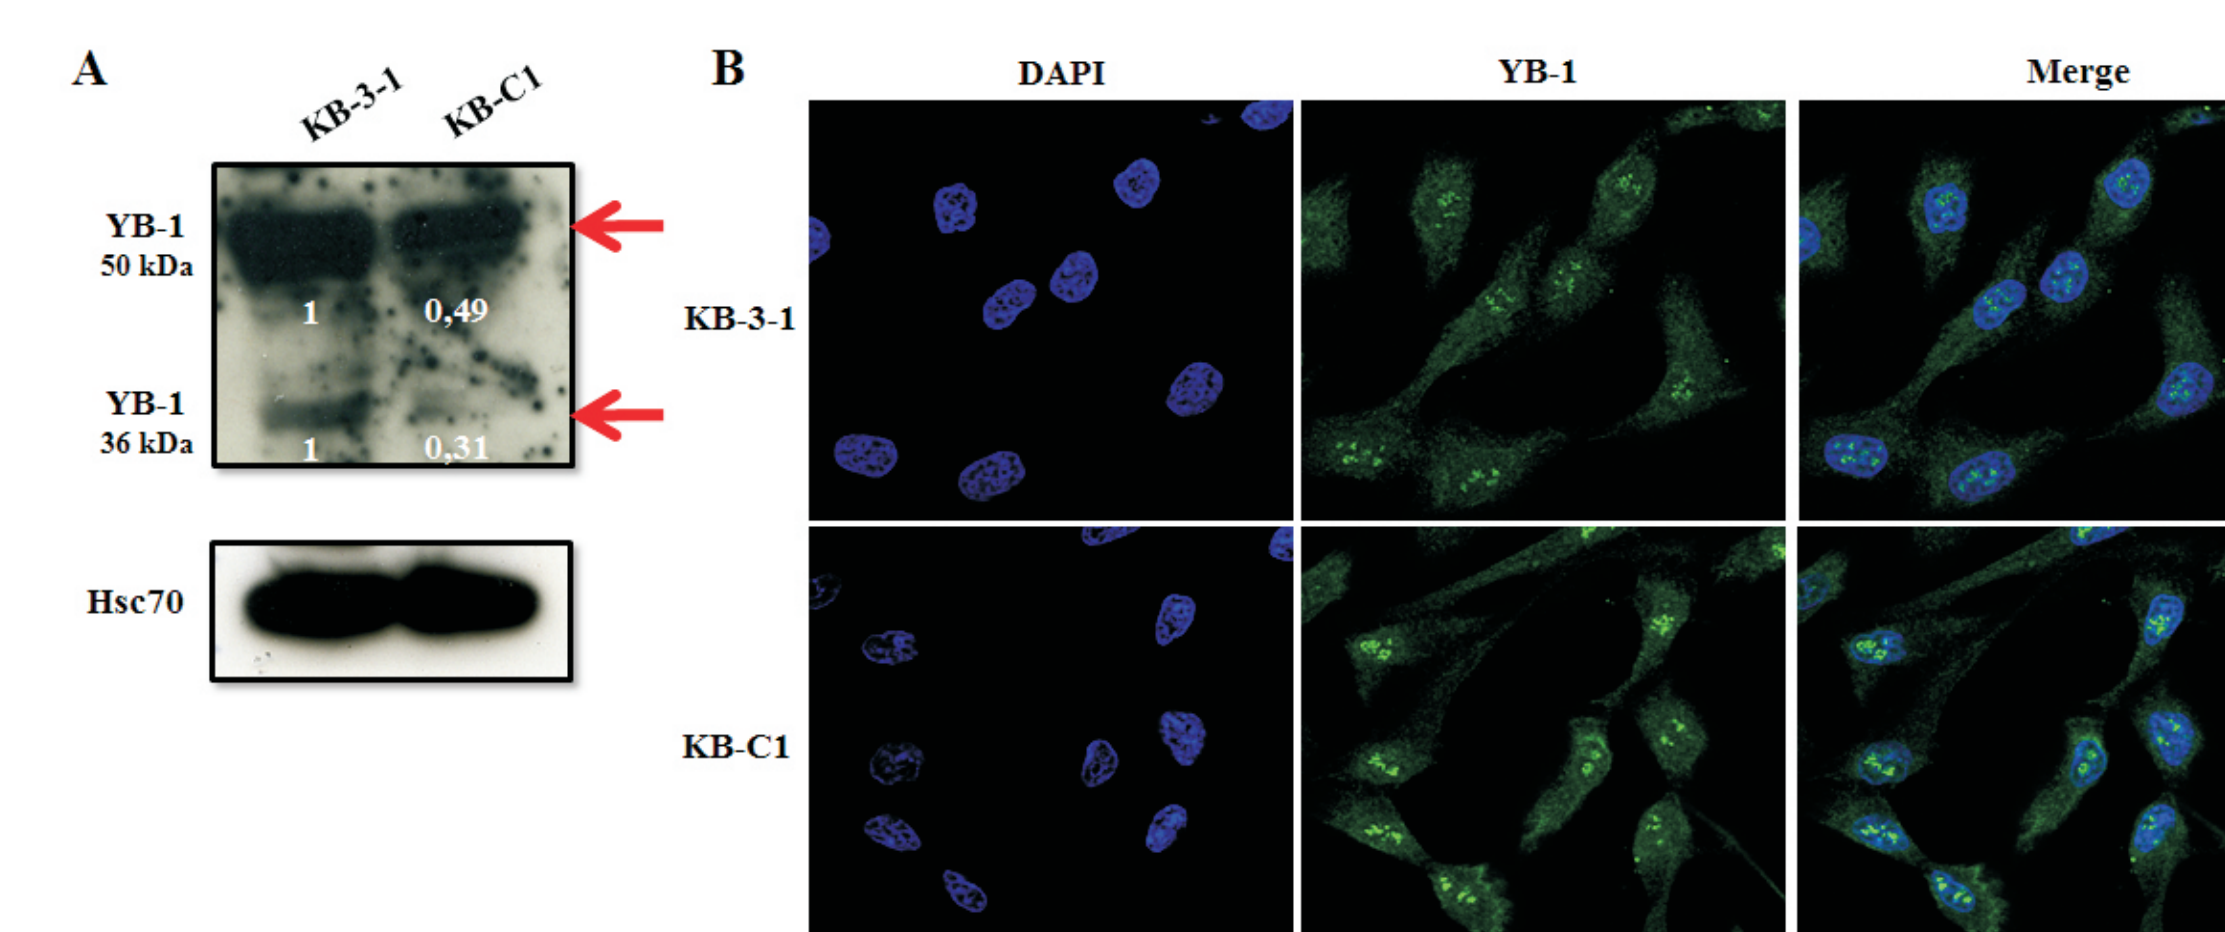 A
KB-3-1
KB-C1
YB-1
50 kDa
1
0,49
YB-1
36 kDa
1
0,31
Hsc70
B
DAPI
YB-1
Merge
KB-3-1
KB-C1